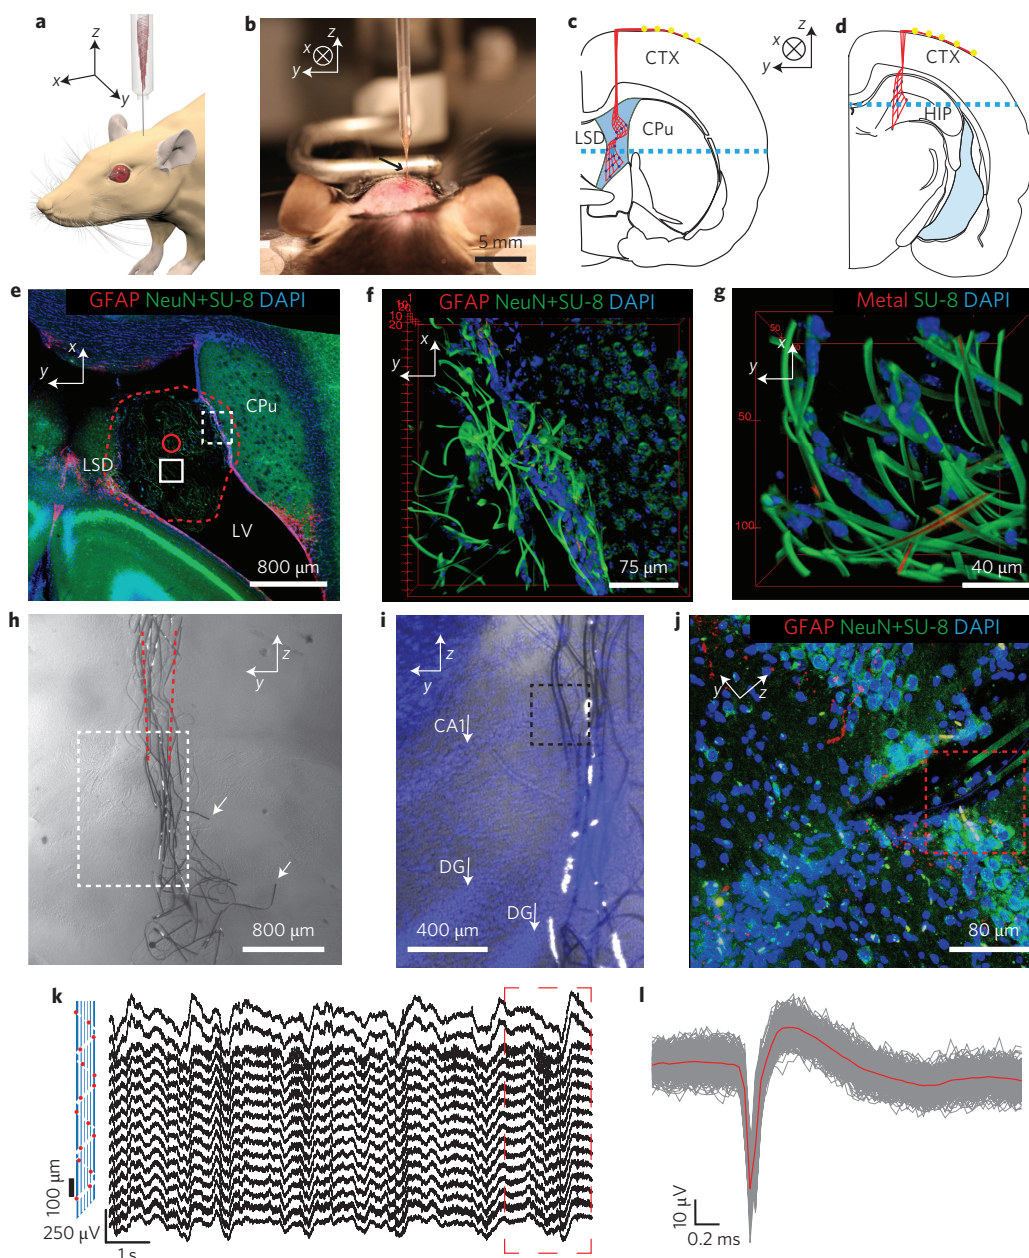 a
z
x
y
b
z
x
y
5 mm
c
CTX
LSD
CPu
z
x
y
d
CTX
HIP
e
GFAP NeuN+SU-8 DAPI
x
y
CPu
LSD
LV
800 µm
f
GFAP NeuN+SU-8 DAPI
20
x
y
75 µm
g
Metal SU-8 DAPI
50
x
y
50
100
40 µm
h
z
y
800 µm
i
z
y
CA1
DG
DG
400 µm
j
GFAP NeuN+SU-8 DAPI
y
z
80 µm
k
100 µm
250 µV
1 s
l
10 µV
0.2 ms